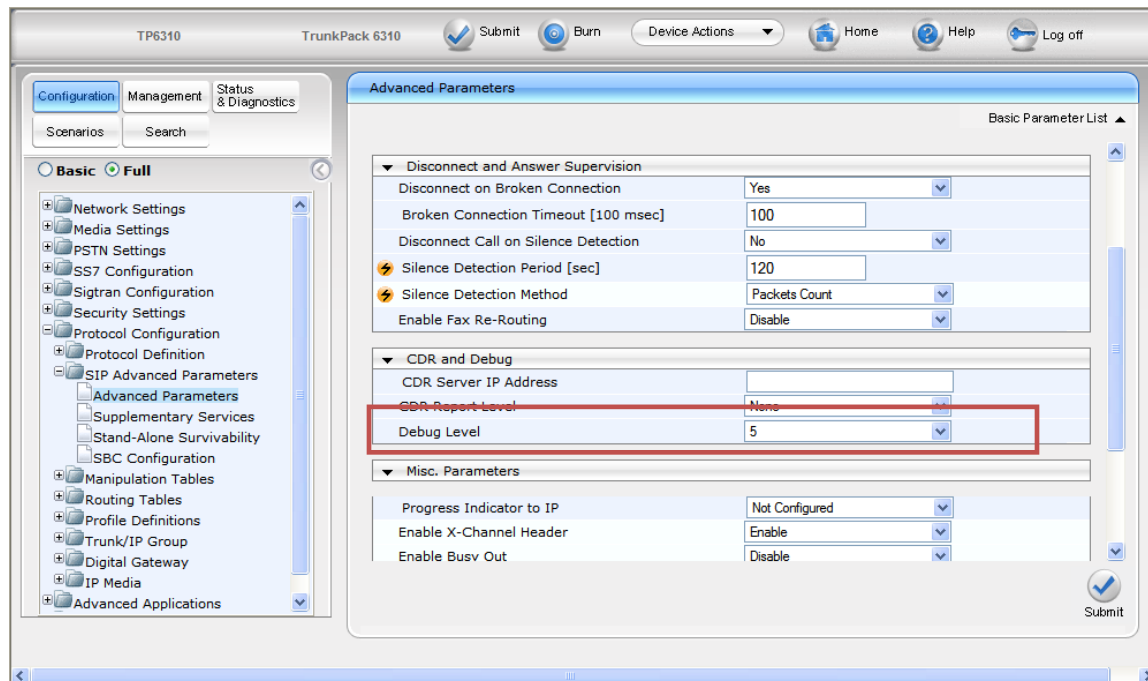 TP6310 TrunkPack 6310 Submit Burn Device Actions Home Help Log off
Configuration Management Status & Diagnostics
Scenarios Search
Basic Full
Network Settings
Media Settings
PSTN Settings
SS7 Configuration
Sigtran Configuration
Security Settings
Protocol Configuration
Protocol Definition
SIP Advanced Parameters
Advanced Parameters
Supplementary Services
Stand-Alone Survivability
SBC Configuration
Manipulation Tables
Routing Tables
Profile Definitions
Trunk/IP Group
Digital Gateway
IP Media
Advanced Applications
Advanced Parameters
Basic Parameter List
Disconnect and Answer Supervision
Disconnect on Broken Connection Yes
Broken Connection Timeout [100 msec] 100
Disconnect Call on Silence Detection No
Silence Detection Period [sec] 120
Silence Detection Method Packets Count
Enable Fax Re-Routing Disable
CDR and Debug
CDR Server IP Address
CDR Report Level None
Debug Level 5
Misc. Parameters
Progress Indicator to IP Not Configured
Enable X-Channel Header Enable
Enable Busy Out Disable
Submit